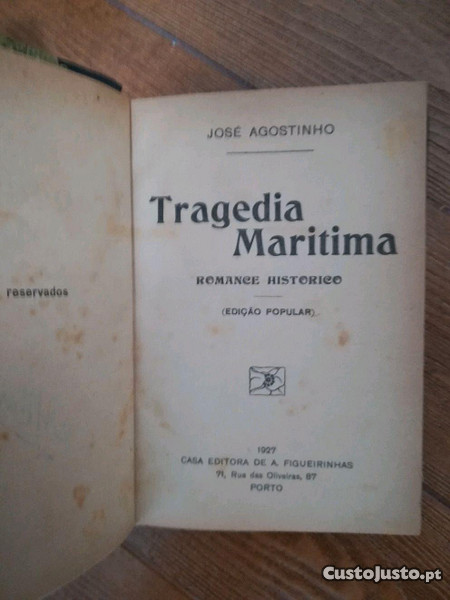 reservados
JOSÉ AGOSTINHO
Tragedia
Maritima
ROMANCE HISTORICO
(EDIÇÃO POPULAR)
1927
CASA EDITORA DE A. FIGUEIRINHAS
71, Rua das Oliveiras, 87
PORTO
CustoJusto.pt